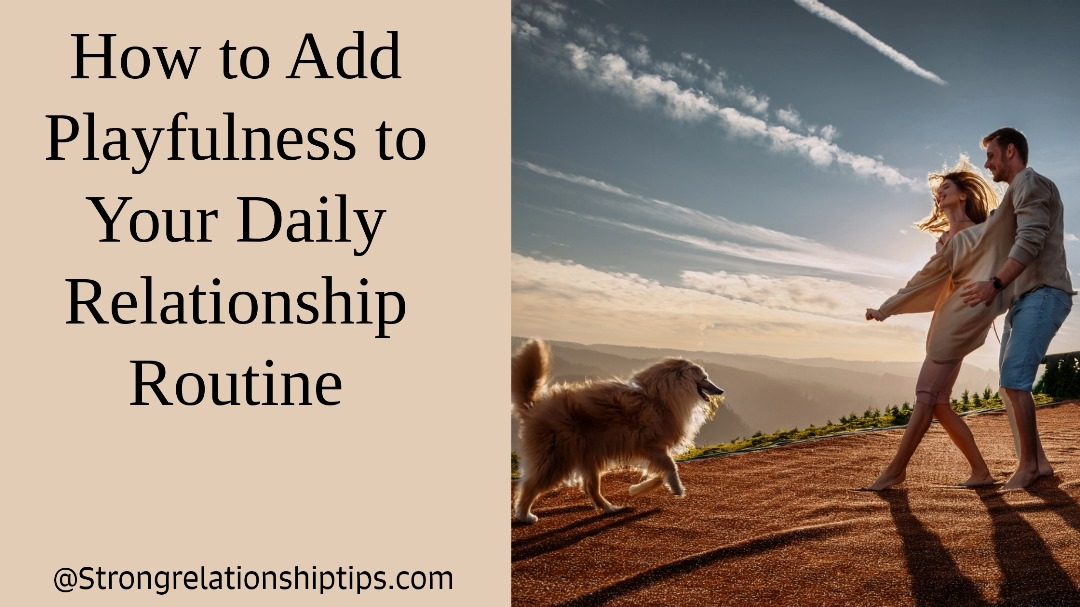 How to Add
Playfulness to
Your Daily
Relationship
Routine
@Strongrelationshiptips.com